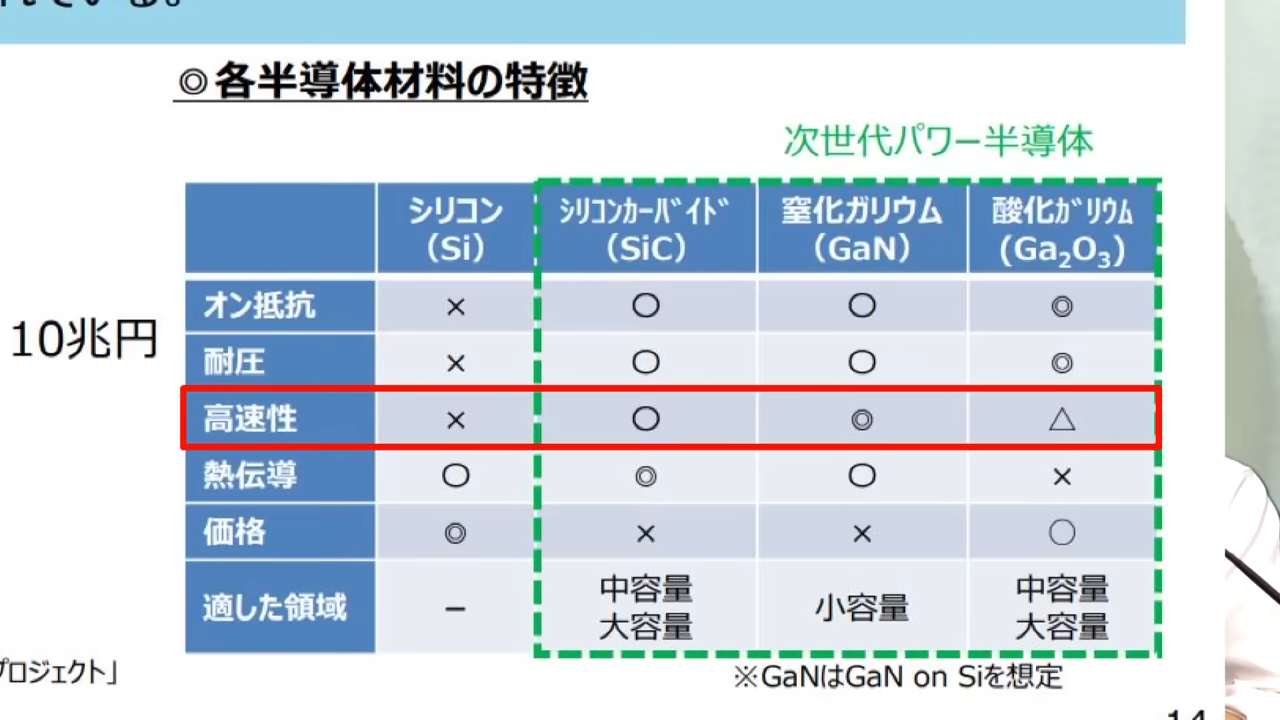 れている。
◎各半導体材料の特徴
次世代パワー半導体
シリコン ｼﾘｺﾝｶｰﾊﾞｲﾄﾞ 窒化ガリウム 酸化ｶﾞﾘｳﾑ
（Si） （SiC） （GaN） (Ga₂O₃)
オン抵抗 × 〇 〇 ◎
10兆円
耐圧 × 〇 〇 ◎
高速性 × 〇 ◎ △
熱伝導 〇 ◎ 〇 ×
価格 ◎ × × 〇
適した領域 － 中容量 小容量 中容量
大容量 大容量
プロジェクト」
※GaNはGaN on Siを想定
14